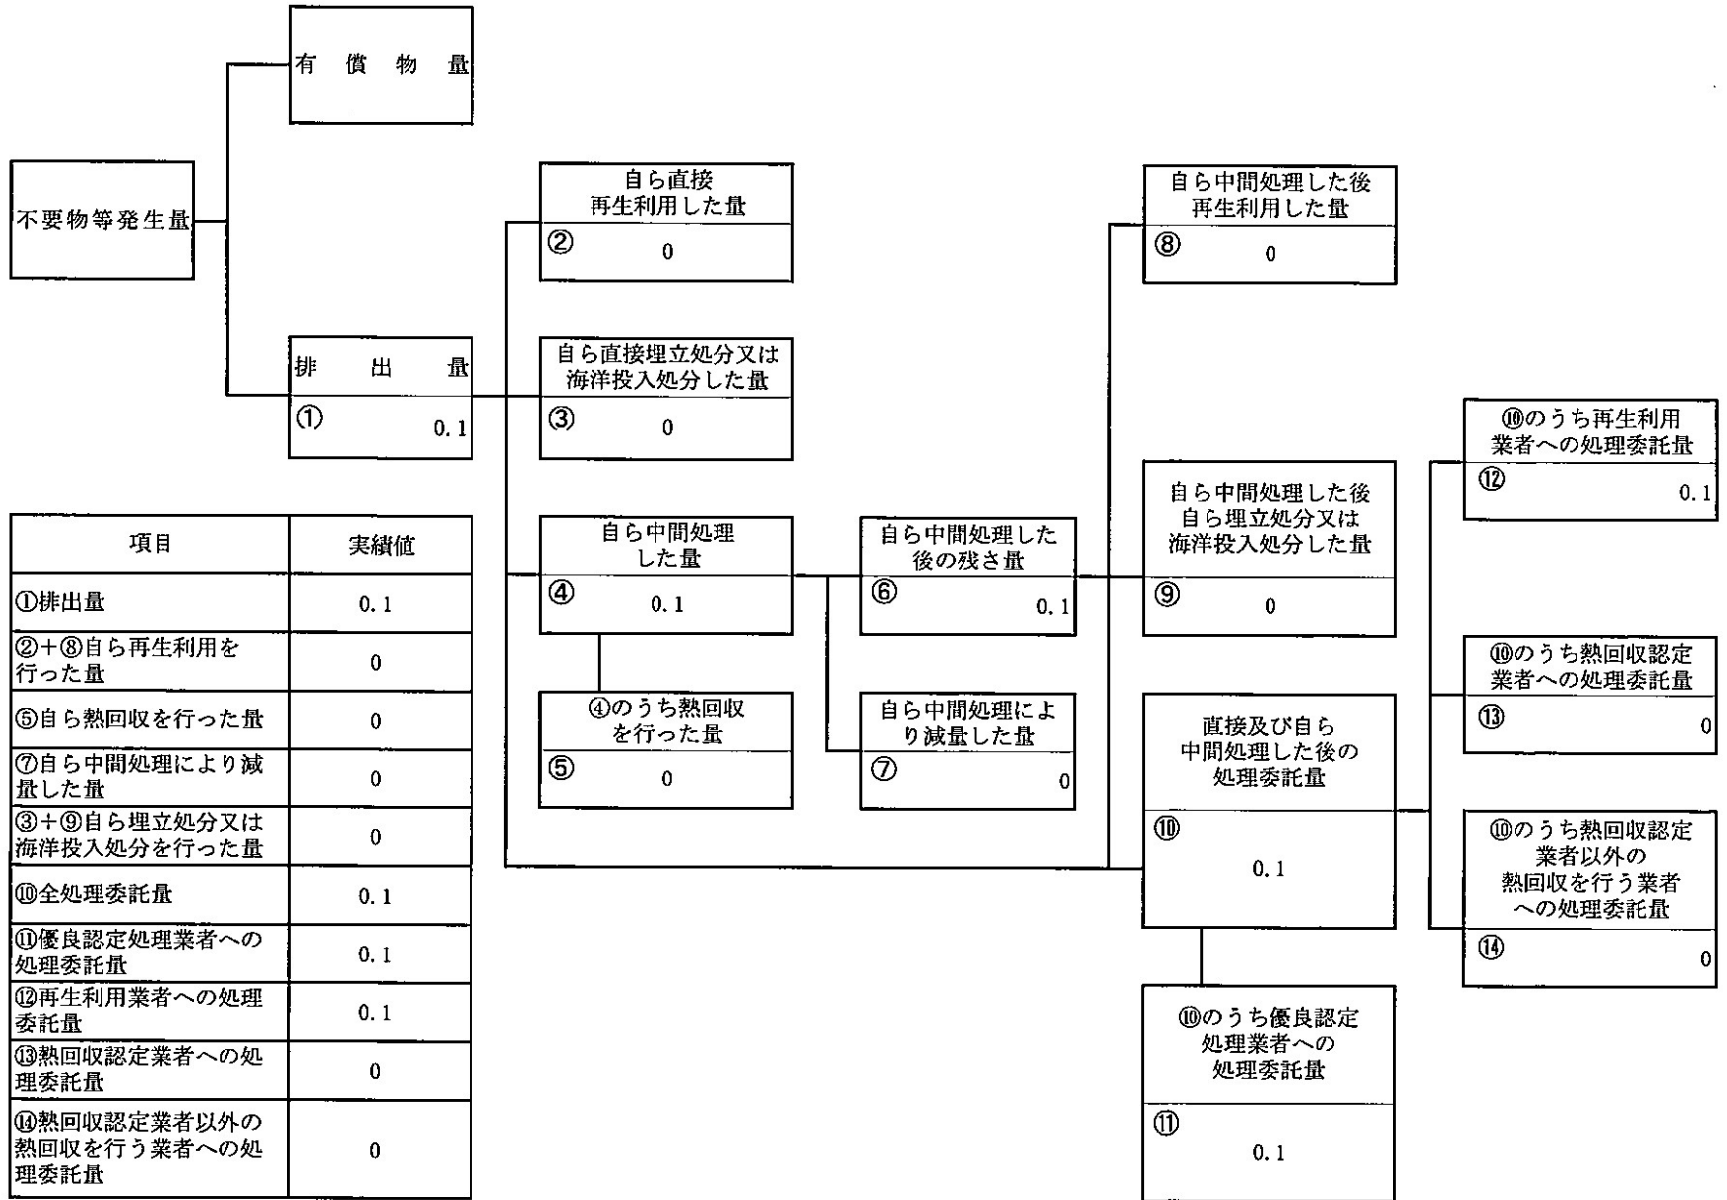 有償物量
不要物等発生量
排出量
① 0.1
自ら直接
再生利用した量
② 0
自ら直接埋立処分又は
海洋投入処分した量
③ 0
自ら中間処理
した量
④ 0.1
④のうち熱回収
を行った量
⑤ 0
自ら中間処理した
後の残さ量
⑥ 0.1
自ら中間処理によ
り減量した量
⑦ 0
自ら中間処理した後
再生利用した量
⑧ 0
自ら中間処理した後
自ら埋立処分又は
海洋投入処分した量
⑨ 0
直接及び自ら
中間処理した後の
処理委託量
⑩
0.1
⑩のうち優良認定
処理業者への
処理委託量
⑪
0.1
⑩のうち再生利用
業者への処理委託量
⑫ 0.1
⑩のうち熱回収認定
業者への処理委託量
⑬ 0
⑩のうち熱回収認定
業者以外の
熱回収を行う業者
への処理委託量
⑭ 0
項目 実績値
①排出量 0.1
②+⑧自ら再生利用を
行った量 0
⑤自ら熱回収を行った量 0
⑦自ら中間処理により減
量した量 0
③+⑨自ら埋立処分又は
海洋投入処分を行った量 0
⑩全処理委託量 0.1
⑪優良認定処理業者への
処理委託量 0.1
⑫再生利用業者への処理
委託量 0.1
⑬熱回収認定業者への処
理委託量 0
⑭熱回収認定業者以外の
熱回収を行う業者への処
理委託量 0